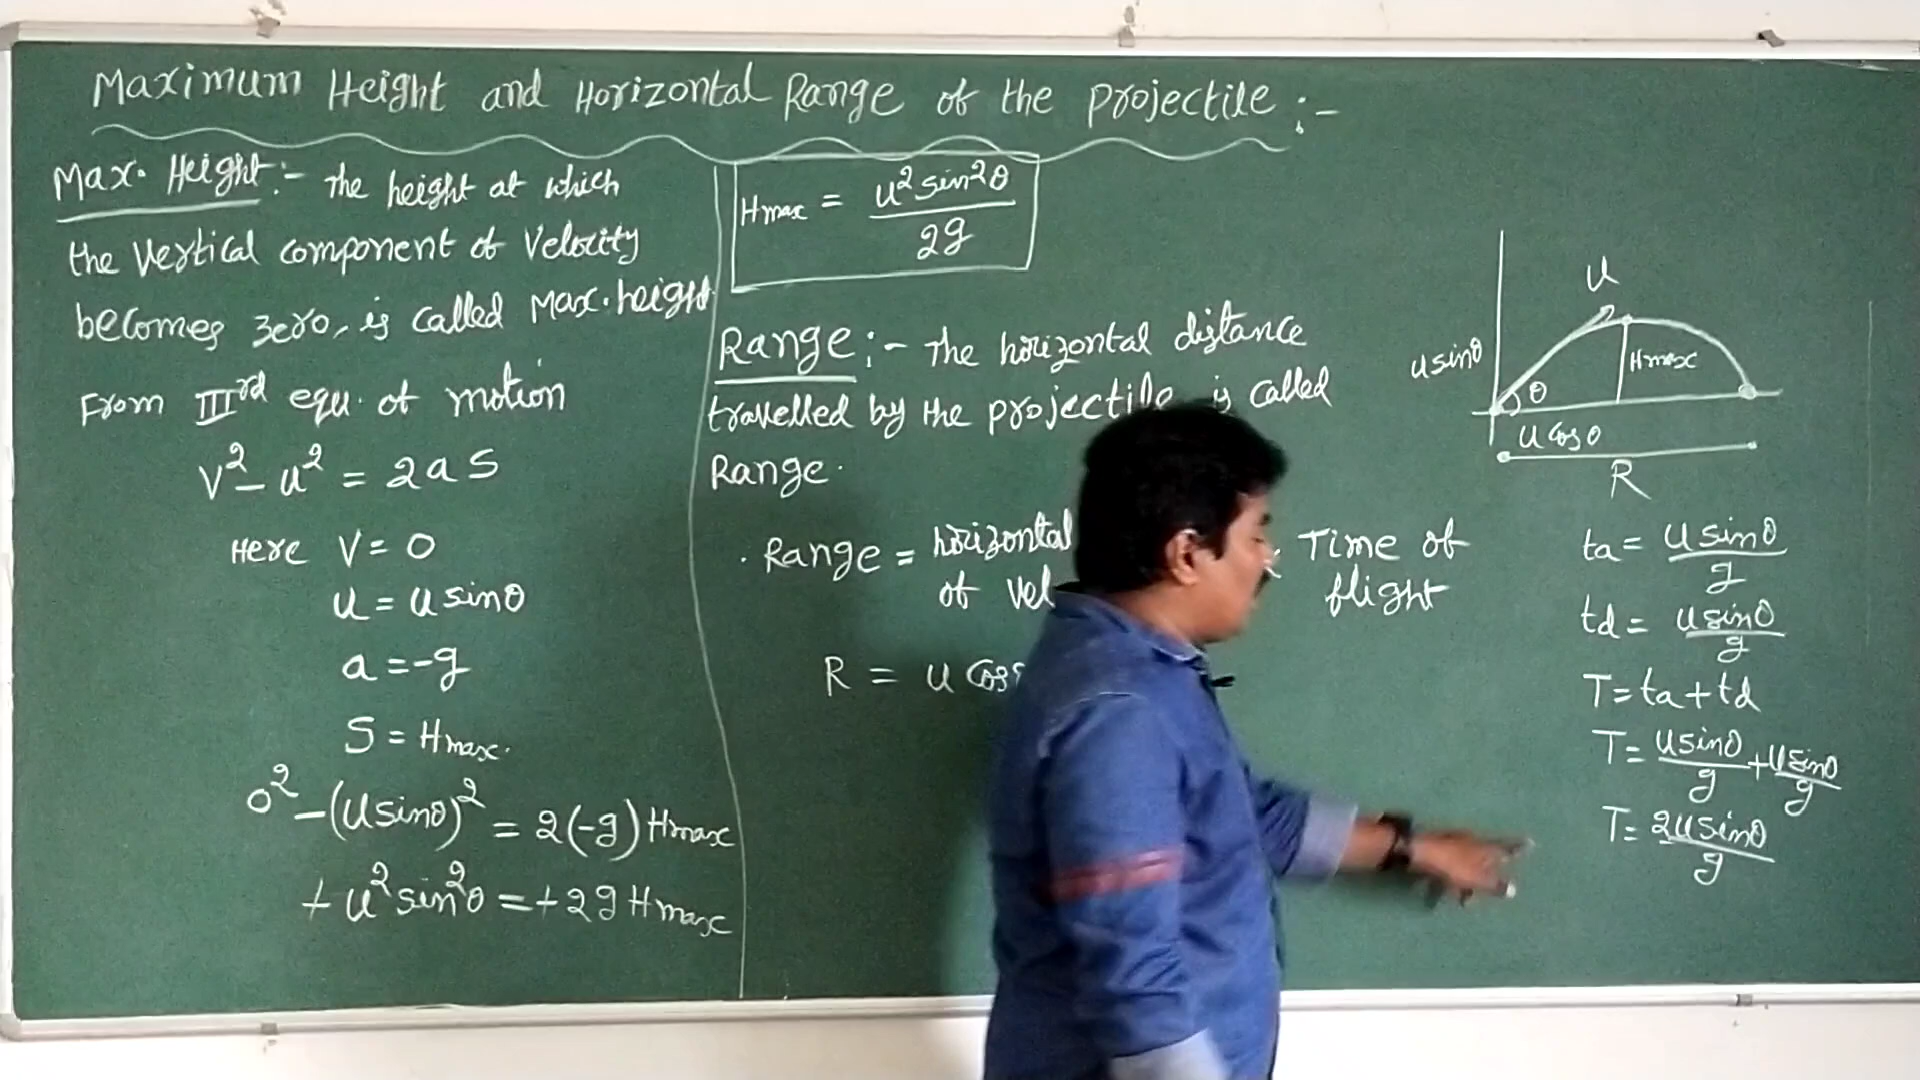 Maximum Height and Horizontal Range of the projectile :-
Max. Height :- The height at which
the vertical component of velocity
becomes zero, is called Max. height.
From IIIrd equ. of motion
V² - u² = 2aS
Here V = 0
u = u sinθ
a = -g
S = Hmax.
0² - (u sinθ)² = 2(-g) Hmax
+ u² sin²θ = + 2g Hmax
Hmax = u² sin²θ / 2g
Range :- The horizontal distance
travelled by the projectile is called
Range.
Range = horizontal × Time of
of flight
R = u
u
u sinθ
Hmax
θ
u cosθ
R
ta = u sinθ / g
td = u sinθ / g
T = ta + td
T = u sinθ / g + u sinθ / g
T = 2u sinθ / g